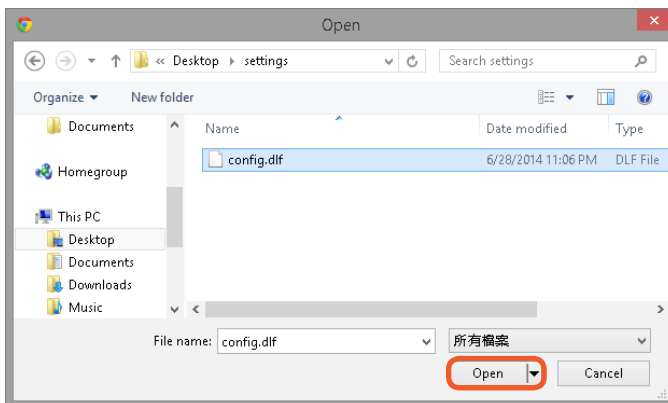 Open
« Desktop › settings
Search settings
Organize New folder
Documents
Homegroup
This PC
Desktop
Documents
Downloads
Music
Name Date modified Type
config.dlf 6/28/2014 11:06 PM DLF File
File name: config.dlf 所有檔案
Open Cancel